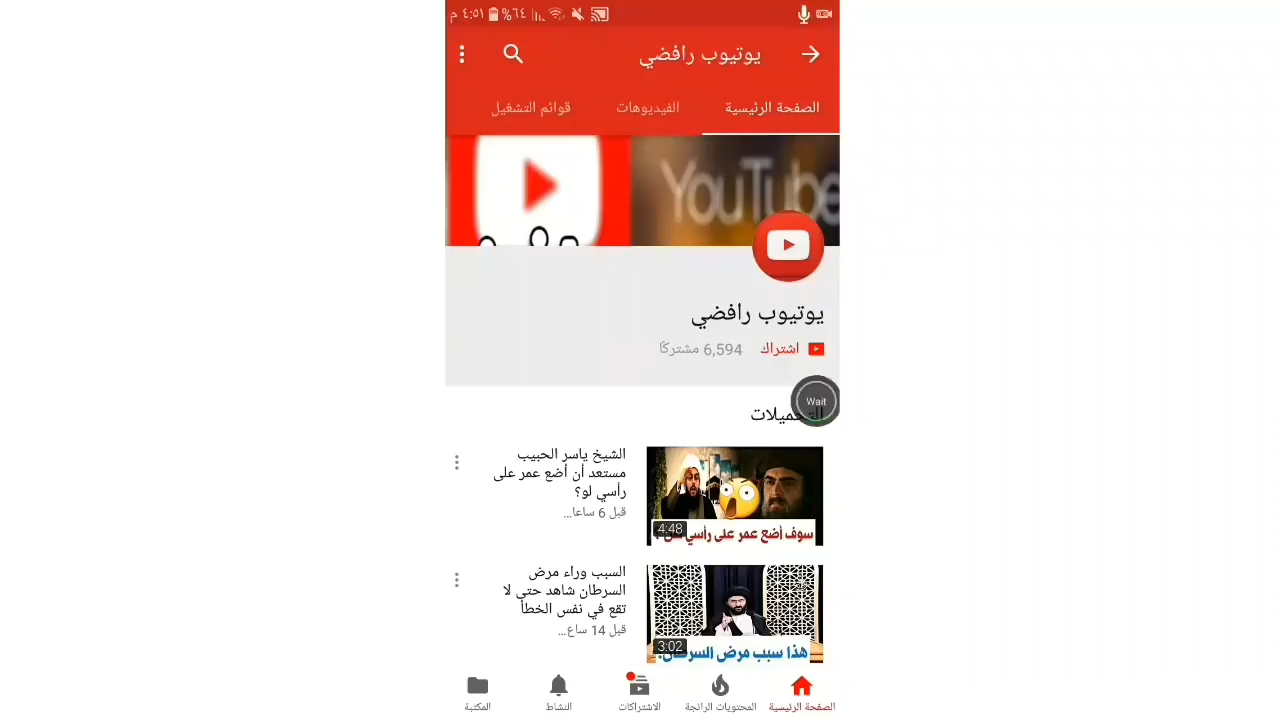 ٤:٥١ م ٦٤%
يوتيوب رافضي
الصفحة الرئيسية الفيديوهات قوائم التشغيل
YouTube
يوتيوب رافضي
اشتراك 6,594 مشتركًا
Wait
التحميلات
الشيخ ياسر الحبيب
مستعد أن أضع عمر على
رأسي لو؟
قبل 6 ساعا...
سوف أضع عمر على رأسي
4:48
السبب وراء مرض
السرطان شاهد حتى لا
تقع في نفس الخطأ
قبل 14 ساع...
3:02
هذا سبب مرض السرطان
الصفحة الرئيسية المحتويات الرائجة الاشتراكات النشاط المكتبة